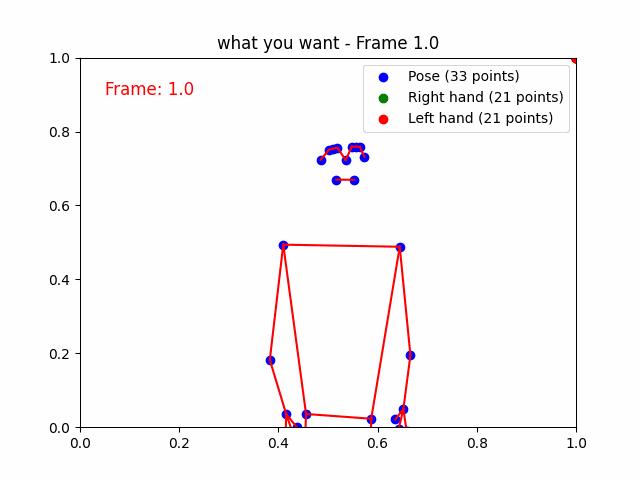 what you want - Frame 1.0
Frame: 1.0
Pose (33 points)
Right hand (21 points)
Left hand (21 points)
1.0
0.8
0.6
0.4
0.2
0.0
0.0 0.2 0.4 0.6 0.8 1.0